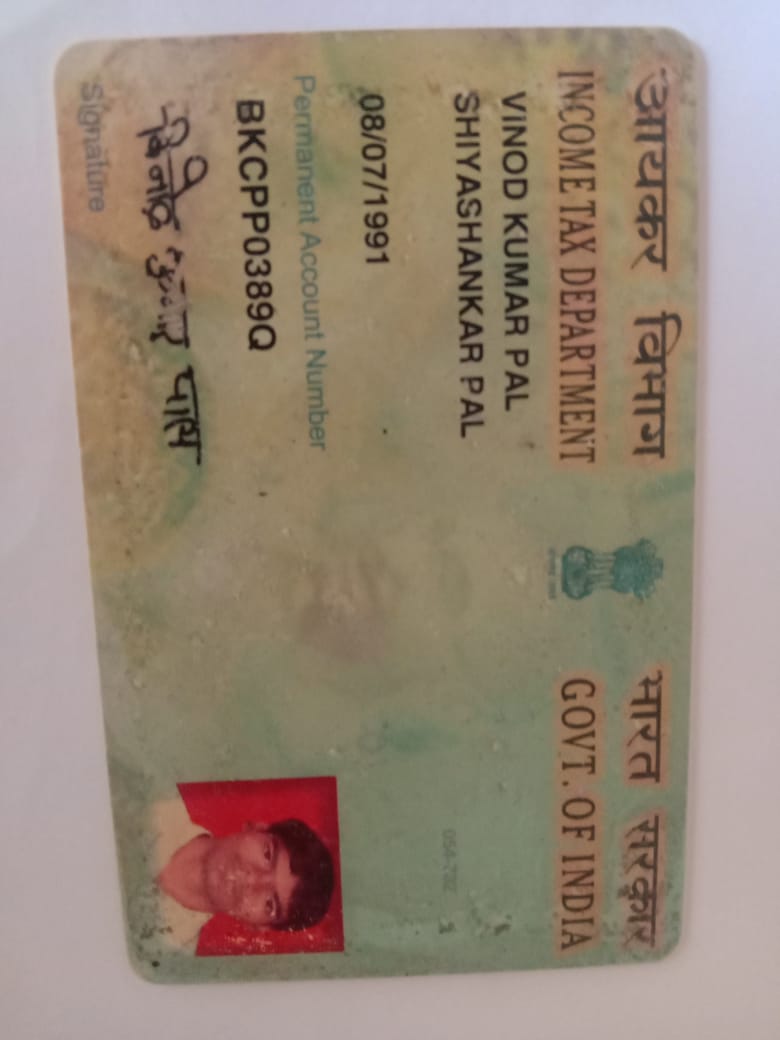 आयकर विभाग
INCOME TAX DEPARTMENT
भारत सरकार
GOVT. OF INDIA
VINOD KUMAR PAL
SHIYASHANKAR PAL
08/07/1991
Permanent Account Number
BKCPP0389Q
विनोद कुमार पाल
Signature